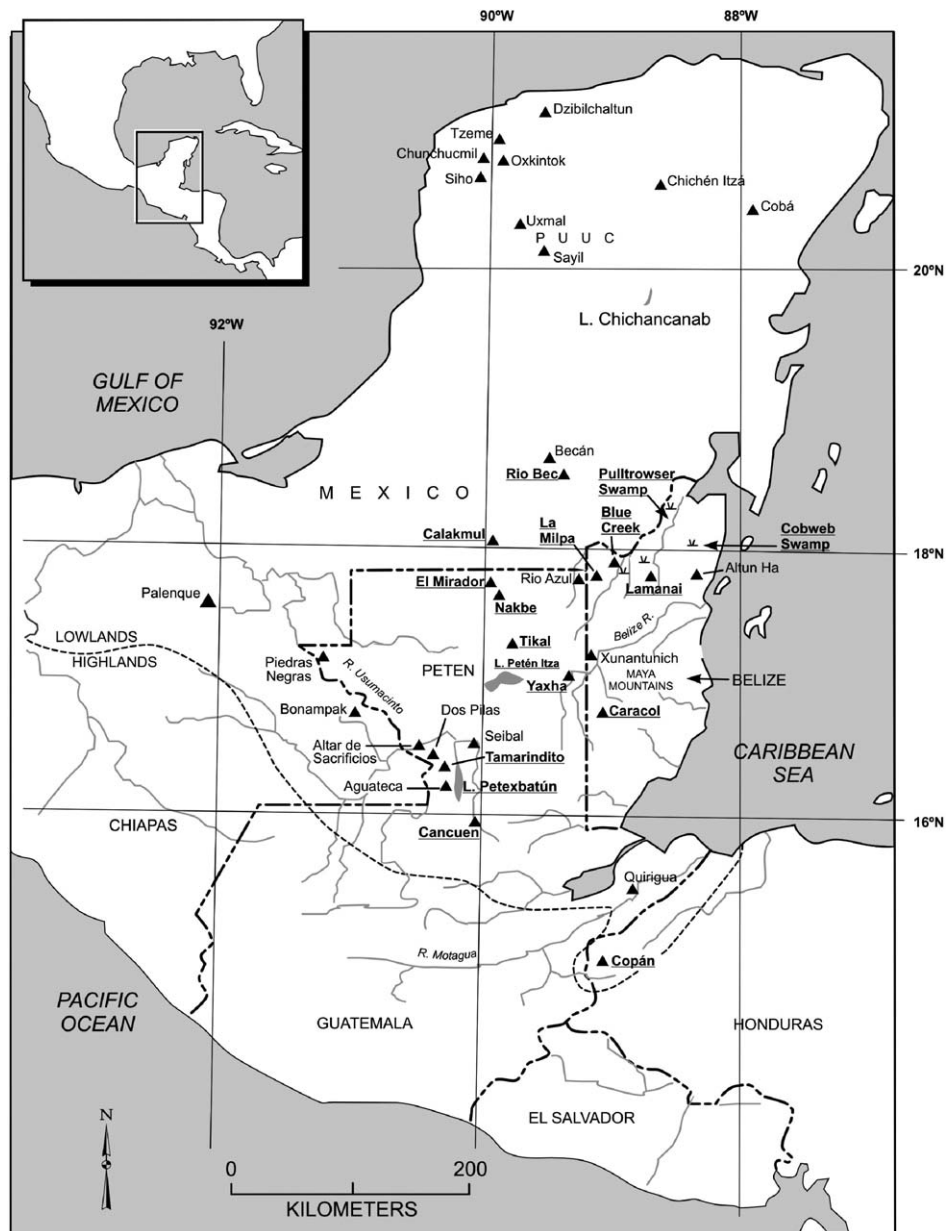 90ºW
88ºW
Dzibilchaltun
Tzeme
Chunchucmil
Oxkintok
Siho
Chichén Itzá
Cobá
Uxmal
P U U C
Sayil
20ºN
L. Chichancanab
92ºW
GULF OF
MEXICO
Becán
Rio Bec
Pulltrowser
Swamp
M E X I C O
Blue
Creek
La
Milpa
Calakmul
Cobweb
Swamp
18ºN
El Mirador
Rio Azul
Altun Ha
Lamanai
Palenque
Nakbe
Belize R.
LOWLANDS
HIGHLANDS
Tikal
Piedras
Negras
R. Usumacinto
PETEN
L. Petén Itza
Xunantunich
Yaxha
MAYA
MOUNTAINS
BELIZE
Bonampak
Dos Pilas
Caracol
Altar de
Sacrificios
Seibal
Tamarindito
CARIBBEAN
SEA
Aguateca
L. Petexbatún
CHIAPAS
Cancuen
16ºN
Quirigua
R. Motagua
Copán
PACIFIC
OCEAN
GUATEMALA
HONDURAS
EL SALVADOR
N
0
200
KILOMETERS